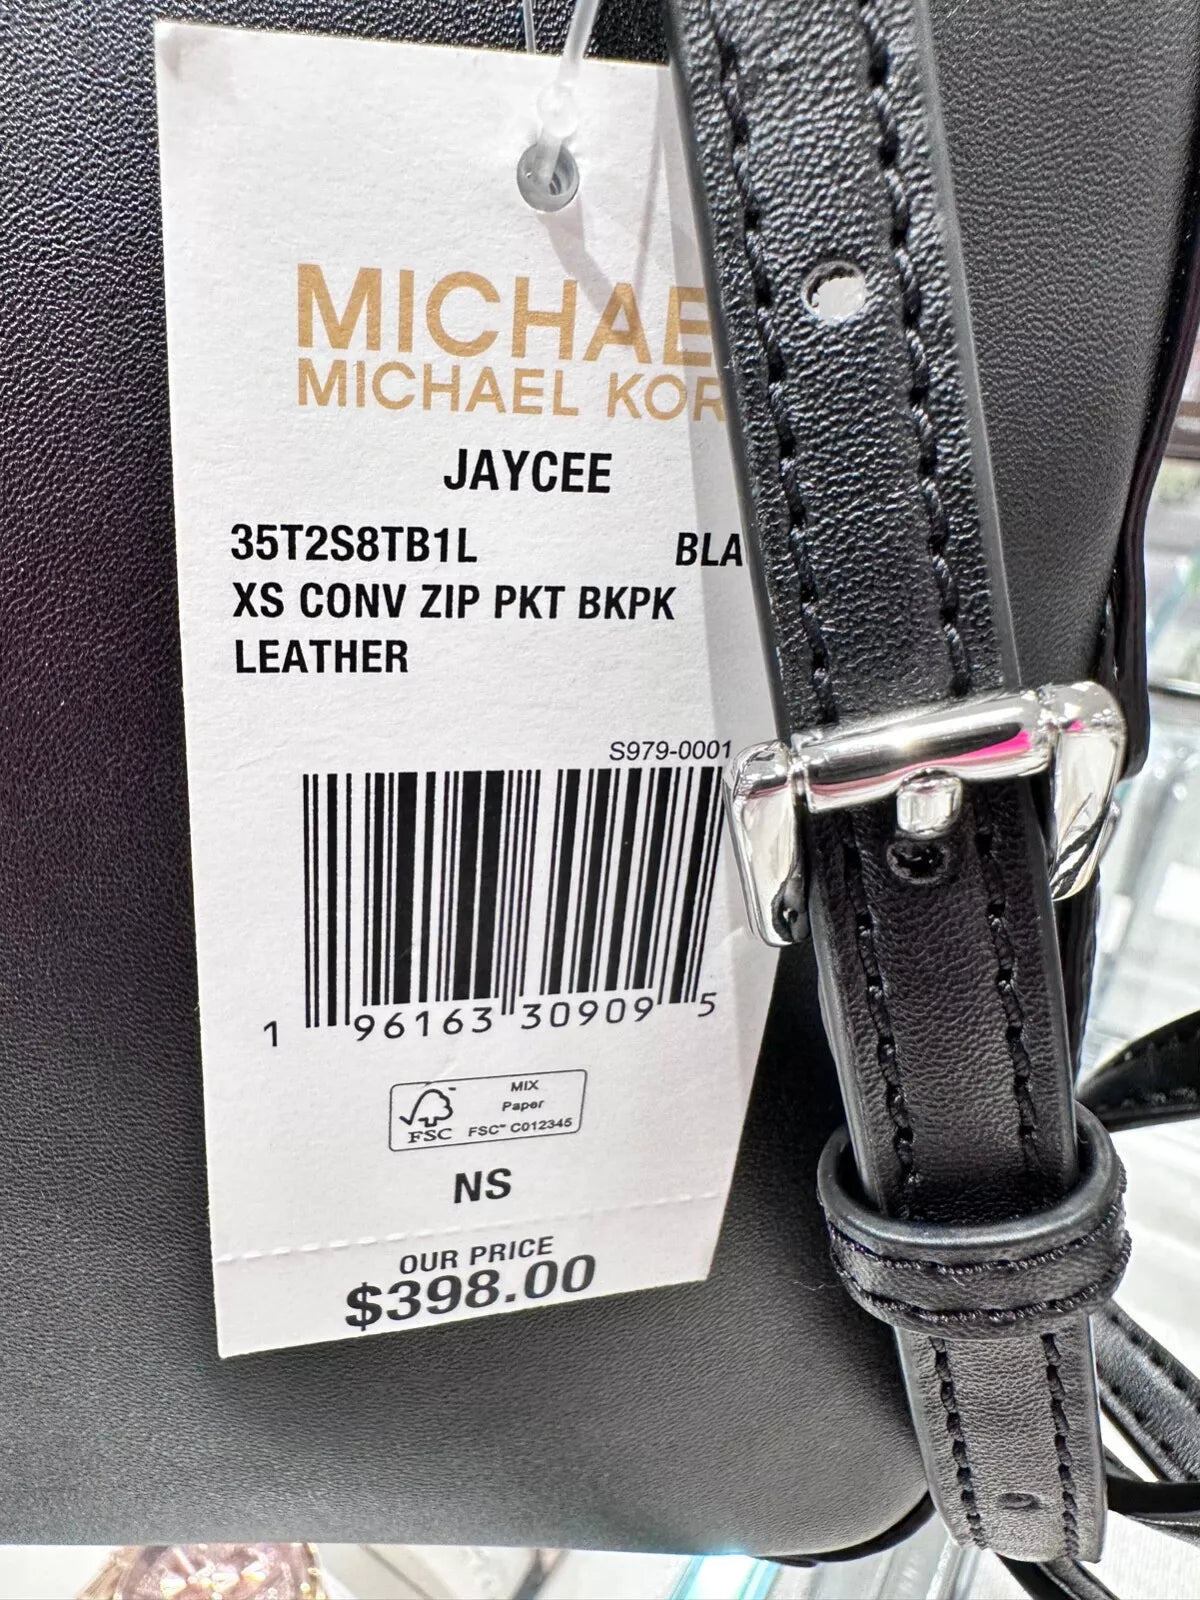 MICHAE
MICHAEL KOR
JAYCEE
35T2S8TB1L BLA
XS CONV ZIP PKT BKPK
LEATHER
S979-0001
1 96163 30909 5
MIX
Paper
FSC FSC™ C012345
NS
OUR PRICE
$398.00